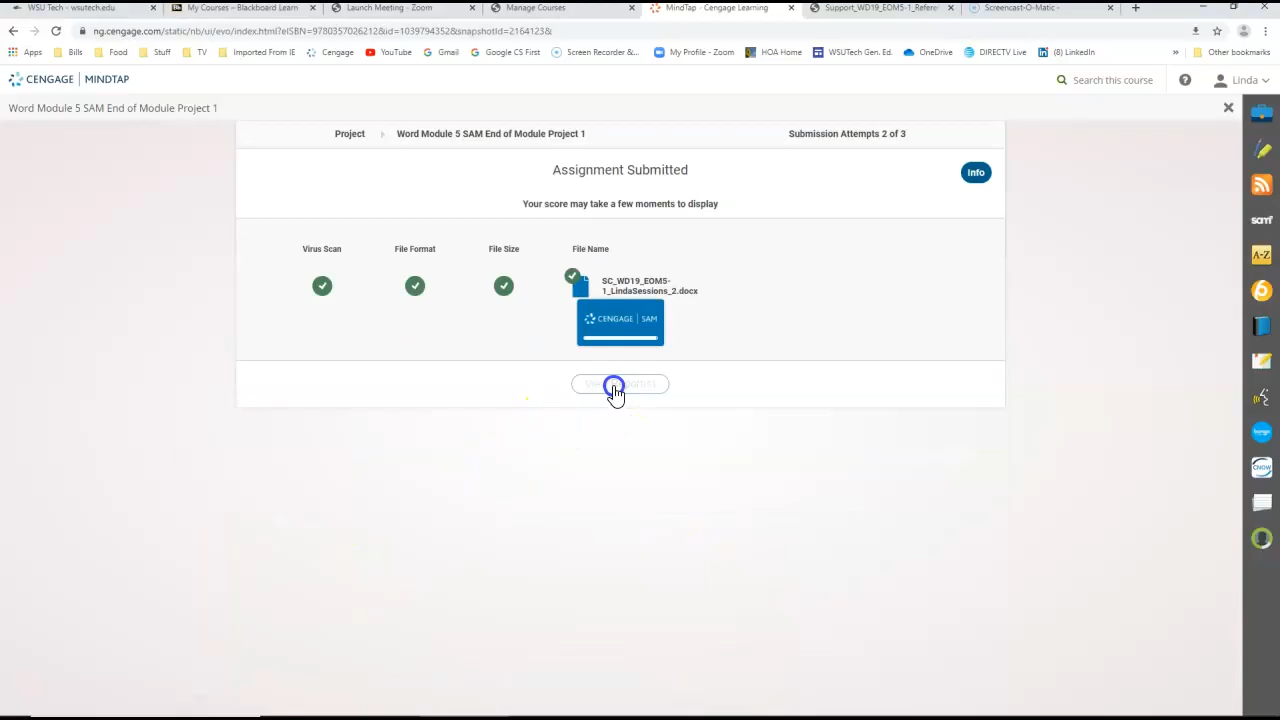 WSU Tech - wsutech.edu
My Courses – Blackboard Learn
Launch Meeting - Zoom
Manage Courses
MindTap - Cengage Learning
Support_WD19_EOM5-1_Refere
Screencast-O-Matic -
ng.cengage.com/static/nb/ui/evo/index.html?eISBN=9780357026212&id=1039794352&snapshotId=2164123&
Apps
Bills
Food
Stuff
TV
Imported From IE
Cengage
YouTube
Gmail
Google CS First
Screen Recorder &...
My Profile - Zoom
HOA Home
WSUTech Gen. Ed.
OneDrive
DIRECTV Live
(8) LinkedIn
»
Other bookmarks
CENGAGE | MINDTAP
Search this course
Linda
Word Module 5 SAM End of Module Project 1
Project
Word Module 5 SAM End of Module Project 1
Submission Attempts 2 of 3
Assignment Submitted
Info
Your score may take a few moments to display
Virus Scan
File Format
File Size
File Name
SC_WD19_EOM5-
1_LindaSessions_2.docx
CENGAGE | SAM
sam
A-Z
bongo
CNOW